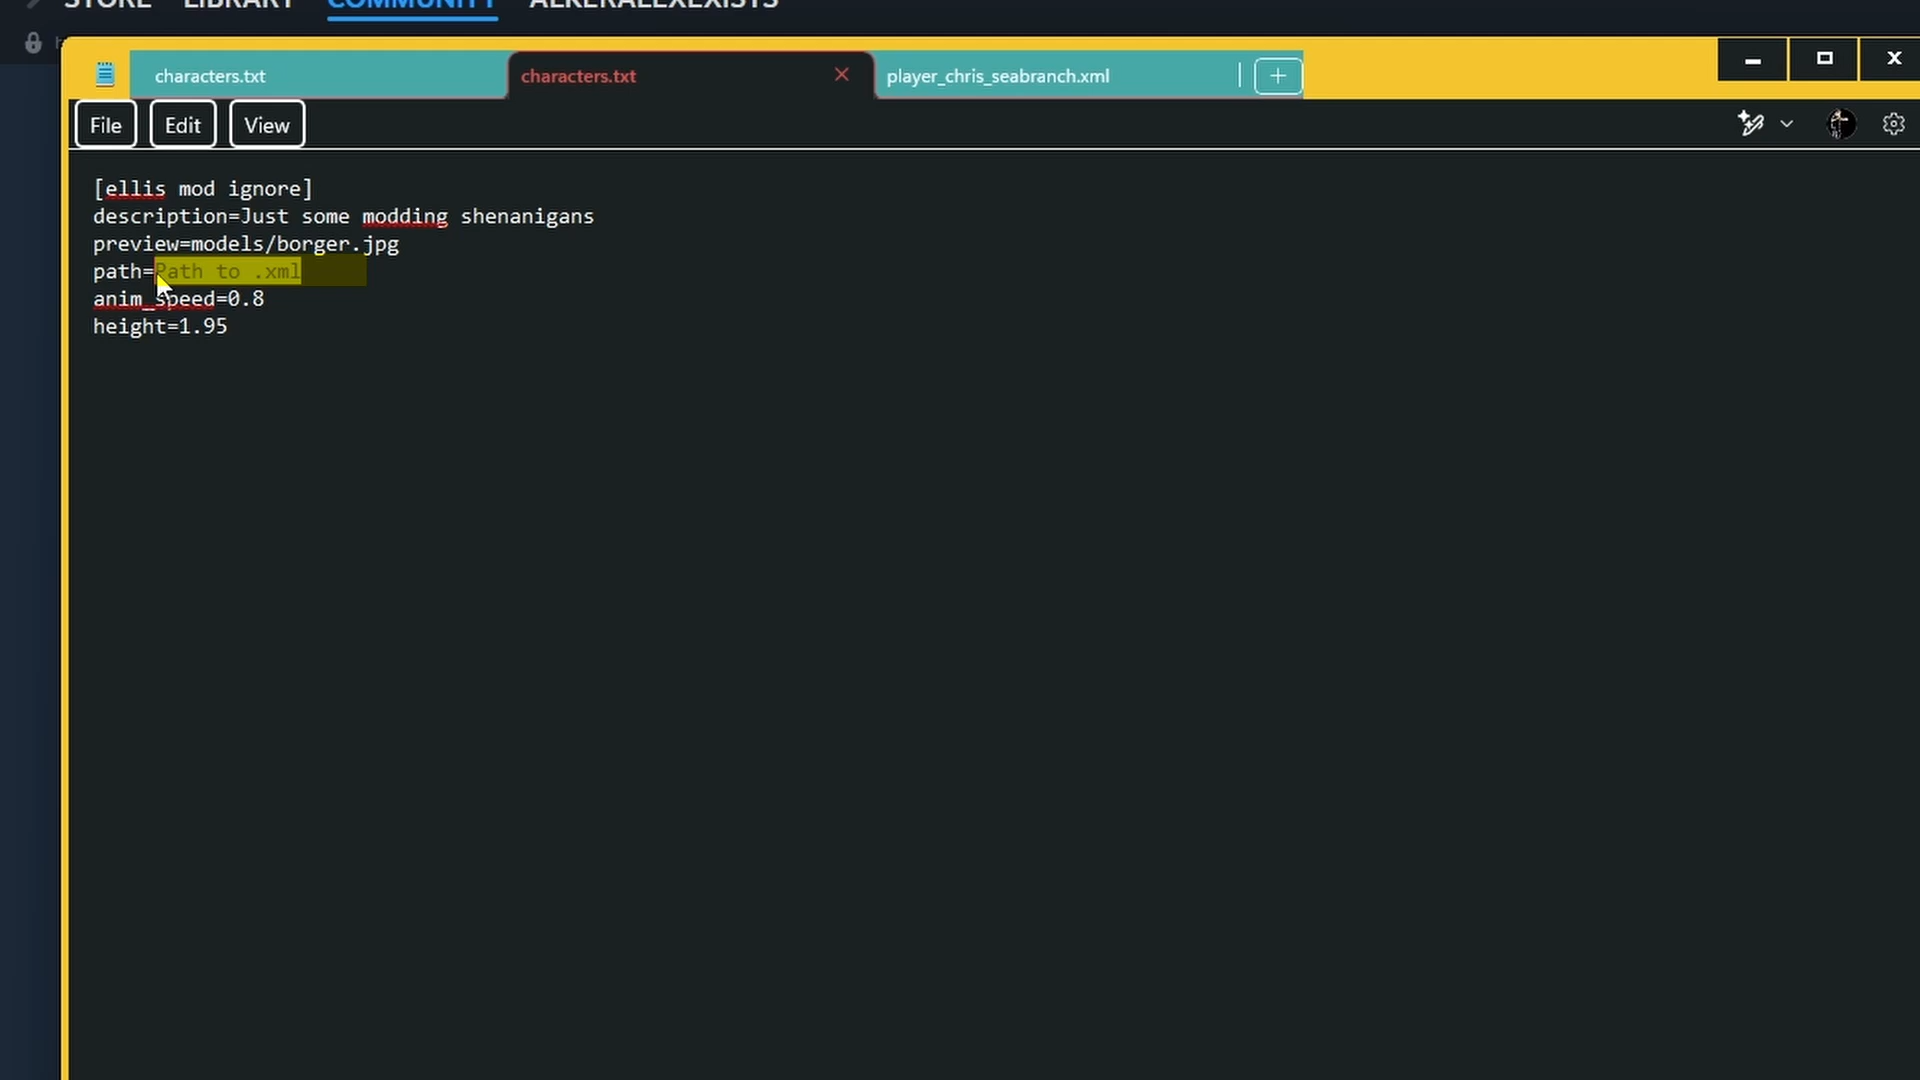 STORE LIBRARY COMMUNITY ALKERALEXEXISTS
characters.txt characters.txt player_chris_seabranch.xml
File Edit View
[ellis mod ignore]
description=Just some modding shenanigans
preview=models/borger.jpg
path=Path to .xml
anim_speed=0.8
height=1.95